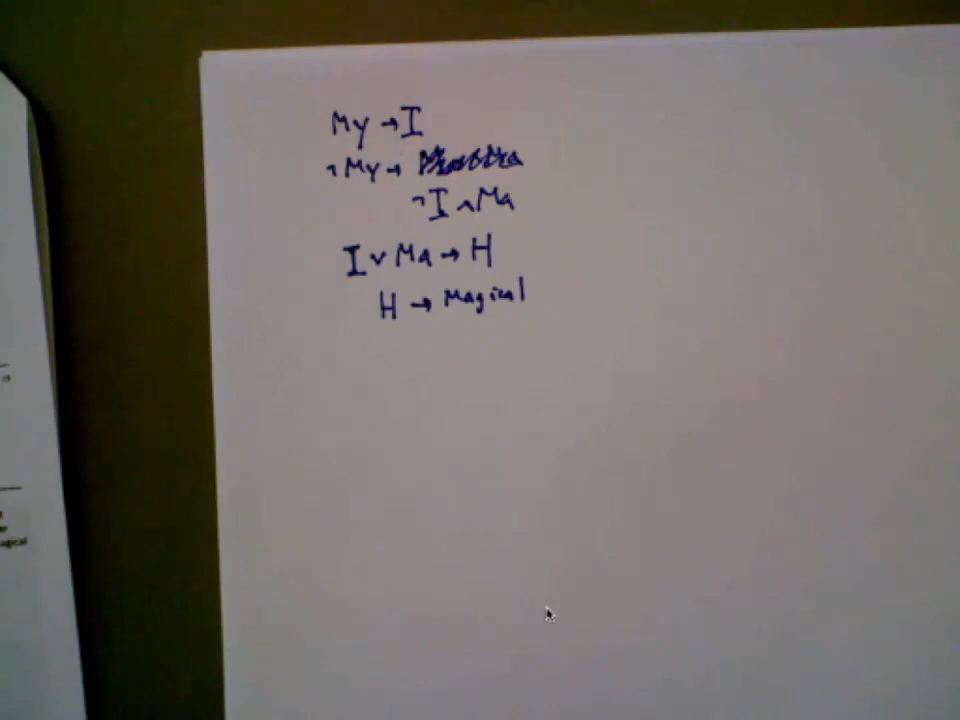 My → I
¬My →
¬I ∧ Ma
I ∨ Ma → H
H → Magical